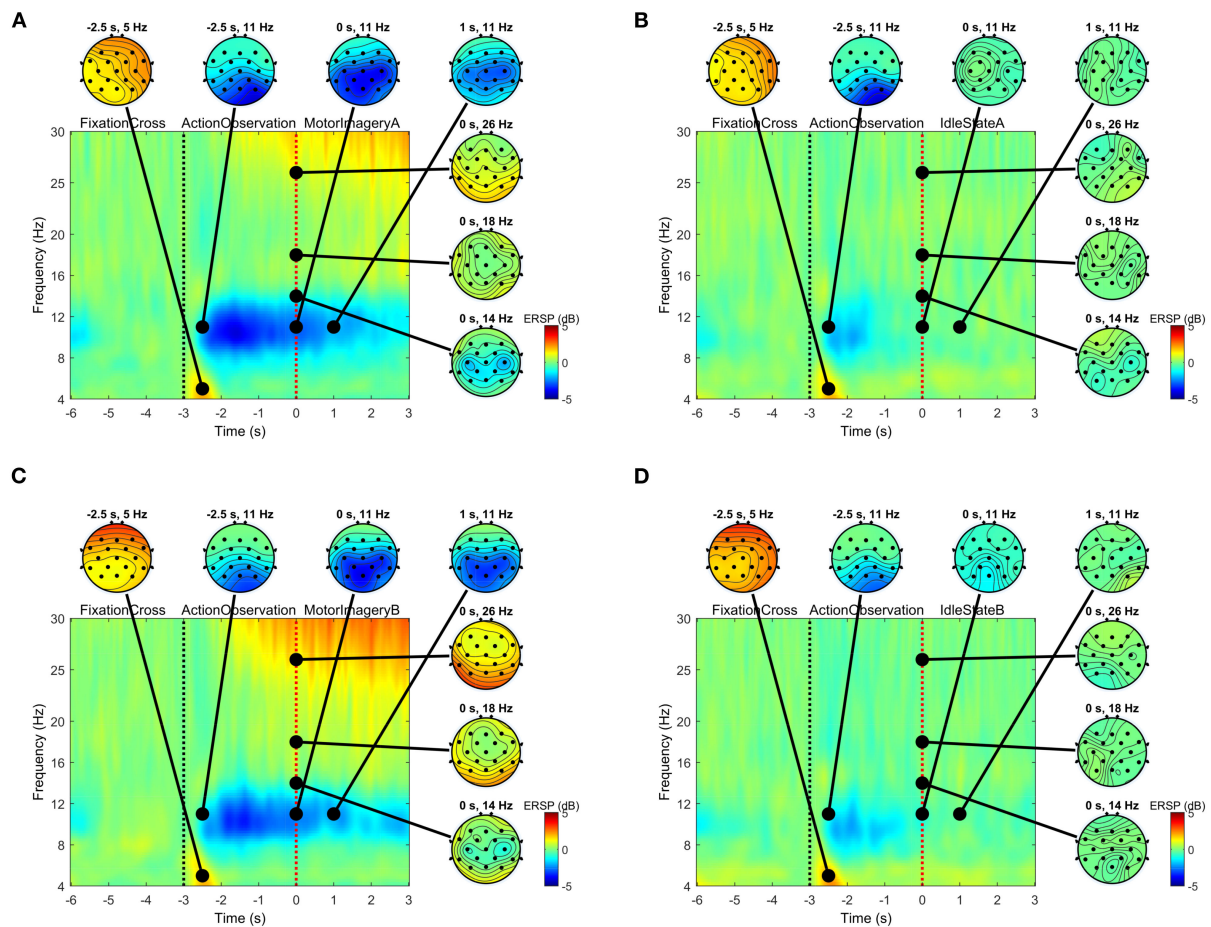 A
-2.5 s, 5 Hz
-2.5 s, 11 Hz
0 s, 11 Hz
1 s, 11 Hz
FixationCross
ActionObservation
MotorImageryA
0 s, 26 Hz
0 s, 18 Hz
0 s, 14 Hz
ERSP (dB)
5
0
-5
Frequency (Hz)
30
25
20
16
12
8
4
-6 -5 -4 -3 -2 -1 0 1 2 3
Time (s)
B
-2.5 s, 5 Hz
-2.5 s, 11 Hz
0 s, 11 Hz
1 s, 11 Hz
FixationCross
ActionObservation
IdleStateA
0 s, 26 Hz
0 s, 18 Hz
0 s, 14 Hz
ERSP (dB)
5
0
-5
Frequency (Hz)
30
25
20
16
12
8
4
-6 -5 -4 -3 -2 -1 0 1 2 3
Time (s)
C
-2.5 s, 5 Hz
-2.5 s, 11 Hz
0 s, 11 Hz
1 s, 11 Hz
FixationCross
ActionObservation
MotorImageryB
0 s, 26 Hz
0 s, 18 Hz
0 s, 14 Hz
ERSP (dB)
5
0
-5
Frequency (Hz)
30
25
20
16
12
8
4
-6 -5 -4 -3 -2 -1 0 1 2 3
Time (s)
D
-2.5 s, 5 Hz
-2.5 s, 11 Hz
0 s, 11 Hz
1 s, 11 Hz
FixationCross
ActionObservation
IdleStateB
0 s, 26 Hz
0 s, 18 Hz
0 s, 14 Hz
ERSP (dB)
5
0
-5
Frequency (Hz)
30
25
20
16
12
8
4
-6 -5 -4 -3 -2 -1 0 1 2 3
Time (s)